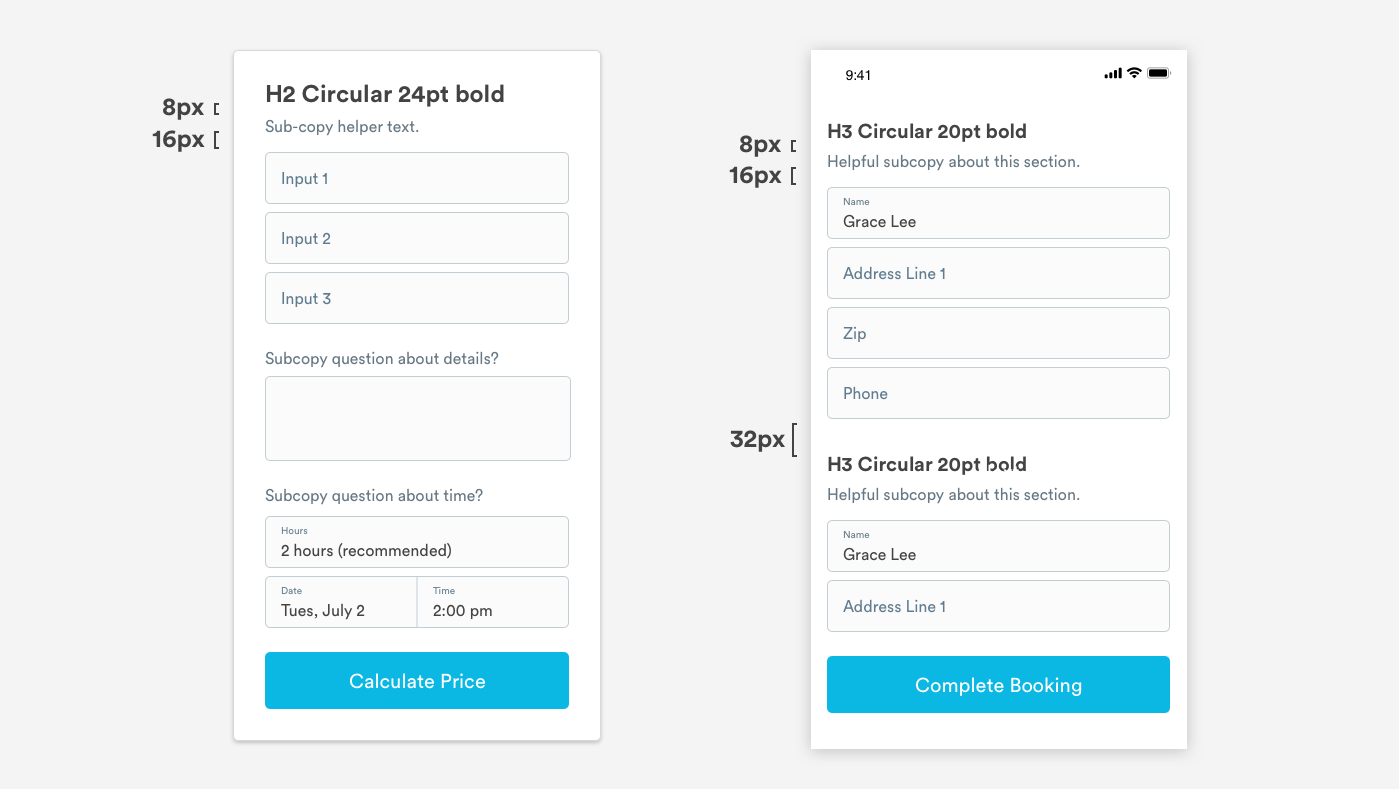 8px
16px
H2 Circular 24pt bold
Sub-copy helper text.
Input 1
Input 2
Input 3
Subcopy question about details?
Subcopy question about time?
Hours
2 hours (recommended)
Date
Tues, July 2
Time
2:00 pm
Calculate Price
9:41
8px
16px
H3 Circular 20pt bold
Helpful subcopy about this section.
Name
Grace Lee
Address Line 1
Zip
Phone
32px
H3 Circular 20pt bold
Helpful subcopy about this section.
Name
Grace Lee
Address Line 1
Complete Booking